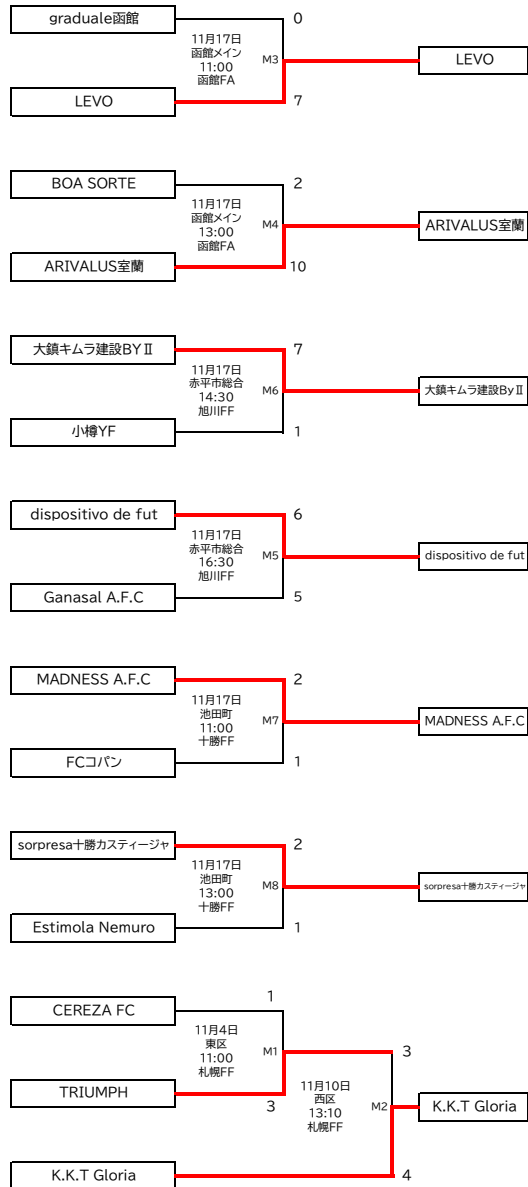 graduale函館
0
11月17日
函館メイン
11:00
函館FA
M3
LEVO
LEVO
7
BOA SORTE
2
11月17日
函館メイン
13:00
函館FA
M4
ARIVALUS室蘭
ARIVALUS室蘭
10
大鎮キムラ建設BYⅡ
7
11月17日
赤平市総合
14:30
旭川FF
M6
大鎮キムラ建設ByⅡ
小樽YF
1
dispositivo de fut
6
11月17日
赤平市総合
16:30
旭川FF
M5
dispositivo de fut
Ganasal A.F.C
5
MADNESS A.F.C
2
11月17日
池田町
11:00
十勝FF
M7
MADNESS A.F.C
FCコパン
1
sorpresa十勝カスティージャ
2
11月17日
池田町
13:00
十勝FF
M8
sorpresa十勝カスティージャ
Estimola Nemuro
1
CEREZA FC
1
11月4日
東区
11:00
札幌FF
M1
3
TRIUMPH
3
11月10日
西区
13:10
札幌FF
M2
K.K.T Gloria
K.K.T Gloria
4